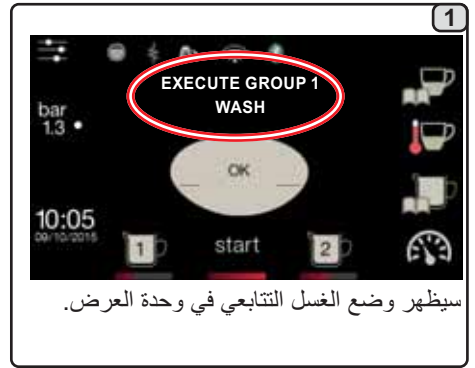 1
EXECUTE GROUP 1
WASH
bar
1.3
OK
10:05
09/10/2015
1
start
2
سيظهر وضع الغسل التتابعي في وحدة العرض.